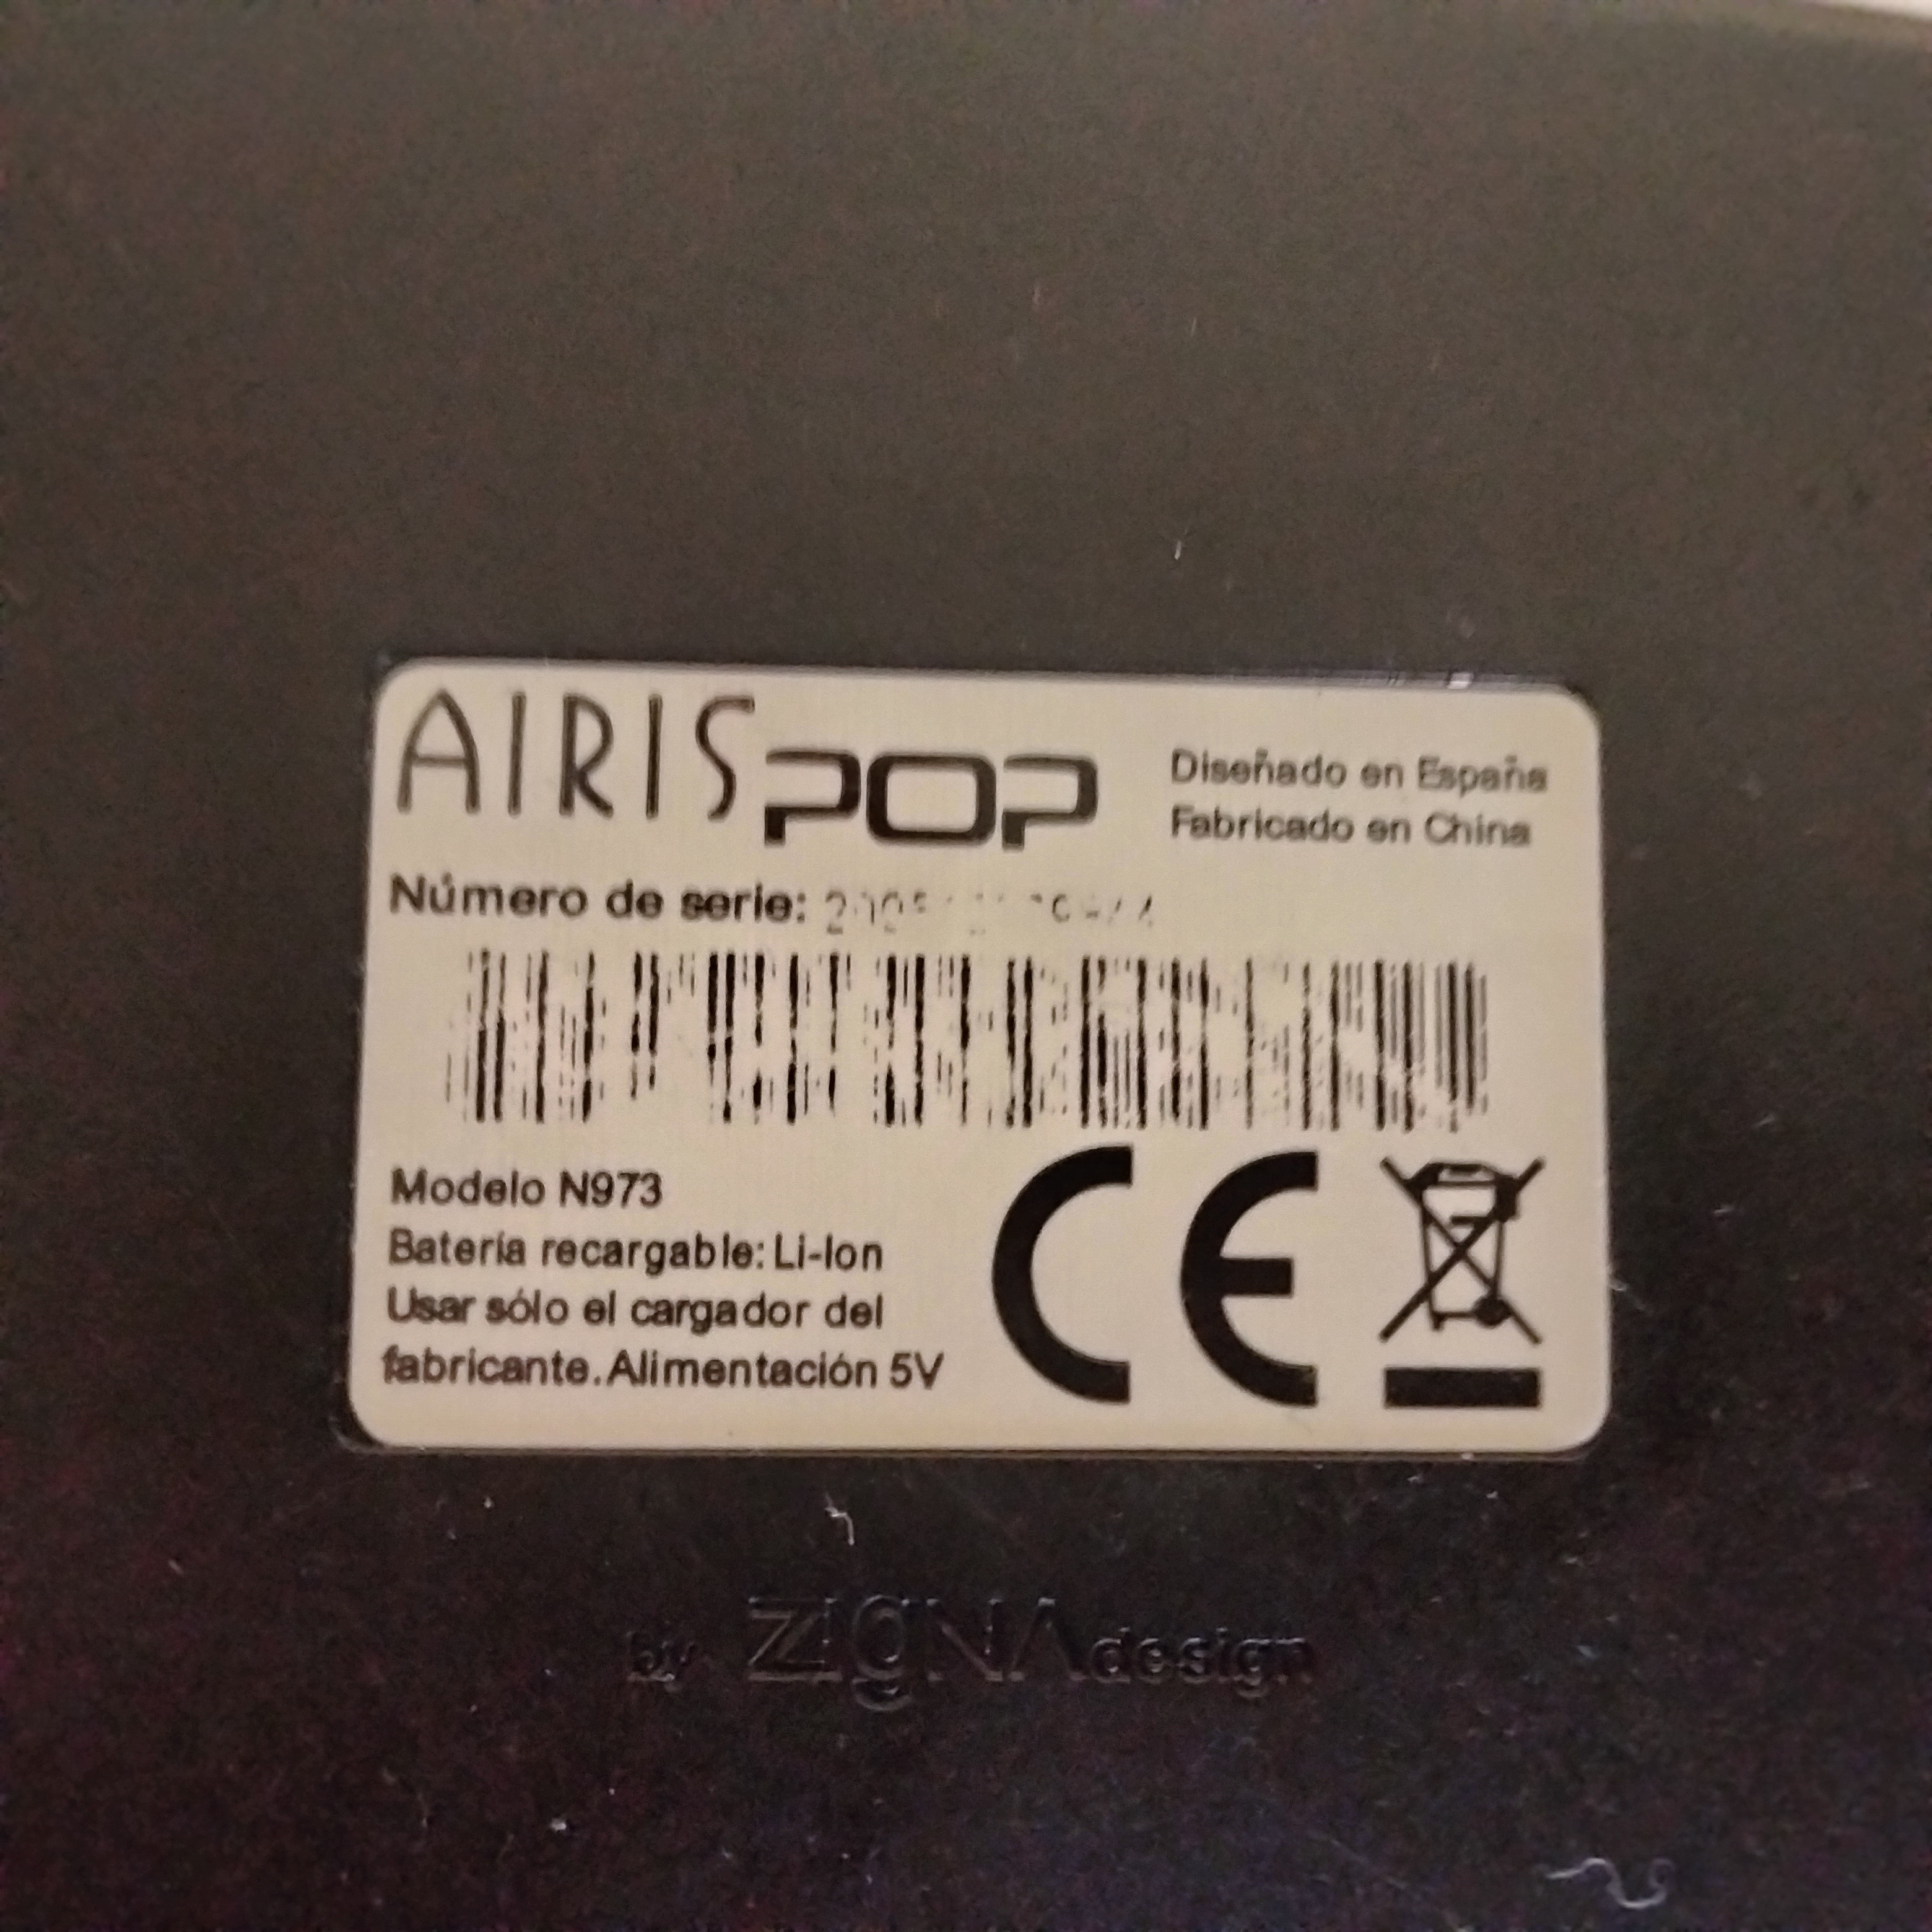 AIRIS POP
Diseñado en España
Fabricado en China
Número de serie:
Modelo N973
Batería recargable: Li-Ion
Usar sólo el cargador del
fabricante. Alimentación 5V
CE
by ZIGNA design